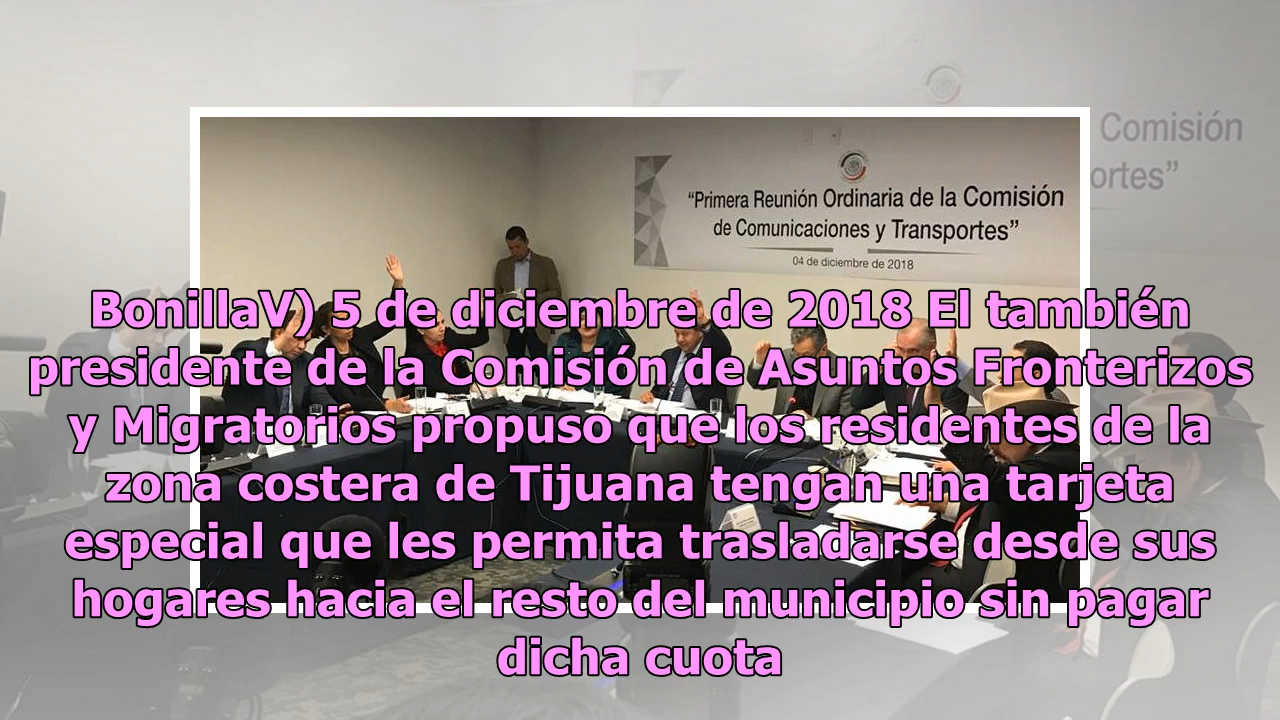 Comisión
ortes”
“Primera Reunión Ordinaria de la Comisión
de Comunicaciones y Transportes”
04 de diciembre de 2018
BonillaV) 5 de diciembre de 2018 El también
presidente de la Comisión de Asuntos Fronterizos
y Migratorios propuso que los residentes de la
zona costera de Tijuana tengan una tarjeta
especial que les permita trasladarse desde sus
hogares hacia el resto del municipio sin pagar
dicha cuota